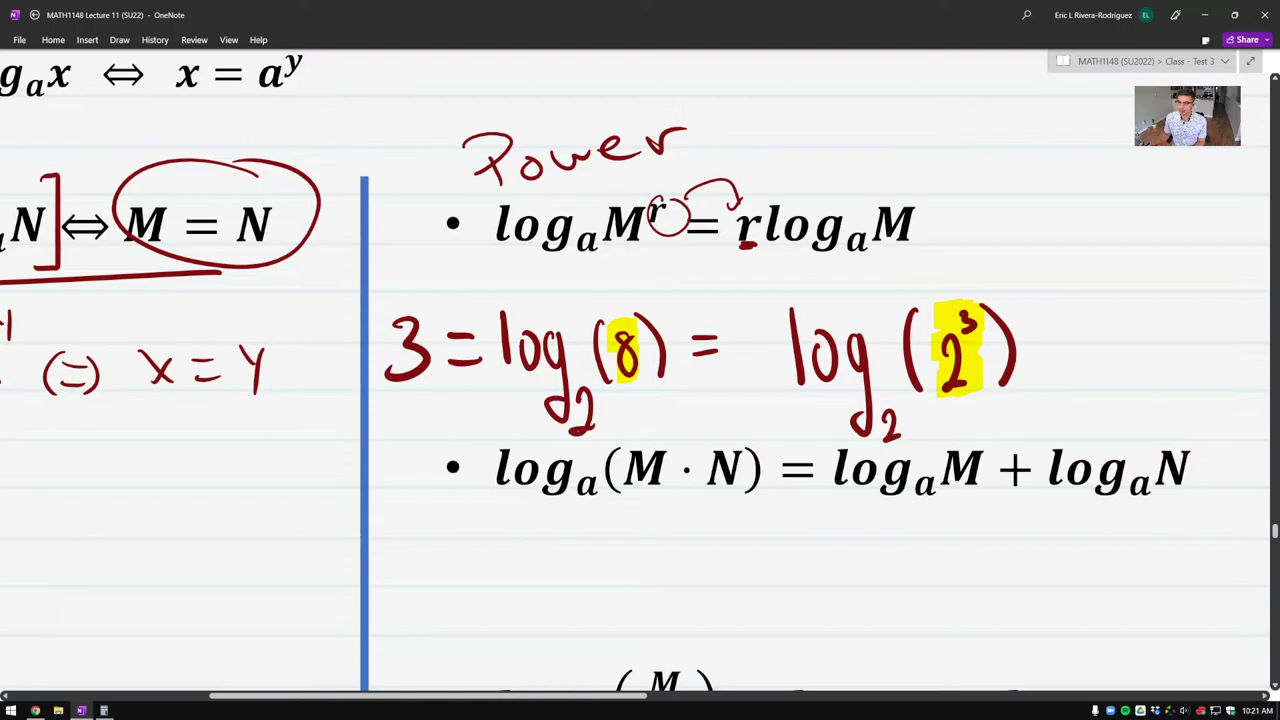 MATH1148 Lecture 11 (SU22) - OneNote
Eric L Rivera-Rodriguez EL
File Home Insert Draw History Review View Help
Share
MATH1148 (SU2022) > Class - Test 3
gₐx ⇔ x = aʸ
Power
N] ⇔ M = N
• logₐMʳ = rlogₐM
3 = log₂(8) = log₂(2³)
(=) x = y
• logₐ(M · N) = logₐM + logₐN
M
10:21 AM